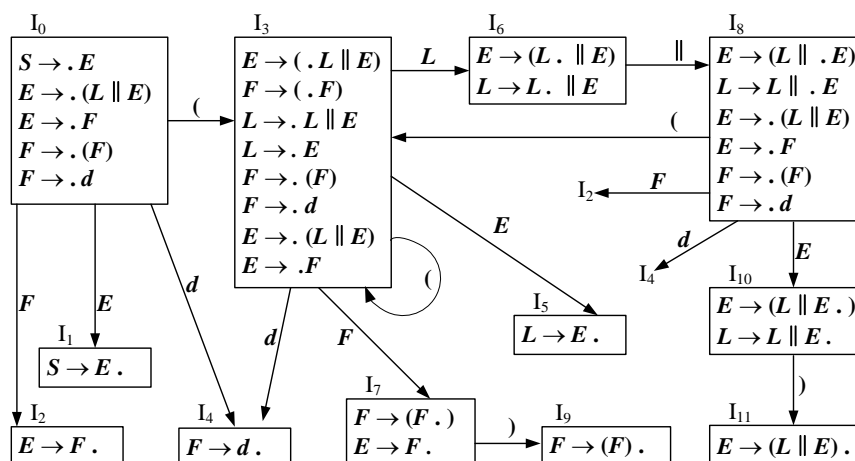 I0
S → . E
E → . (L || E)
E → . F
F → . (F)
F → . d
(
I3
E → ( . L || E)
F → ( . F)
L → . L || E
L → . E
F → . (F)
F → . d
E → . (L || E)
E → .F
L
I6
E → (L . || E)
L → L . || E
||
I8
E → (L || . E)
L → L || . E
E → . (L || E)
E → . F
F → . (F)
F → . d
(
F
I2
d
I4
E
I10
E → (L || E . )
L → L || E .
)
I11
E → (L || E) .
(
E
I5
L → E .
F
E
d
d
F
I1
S → E .
I2
E → F .
I4
F → d .
I7
F → (F . )
E → F .
)
I9
F → (F) .